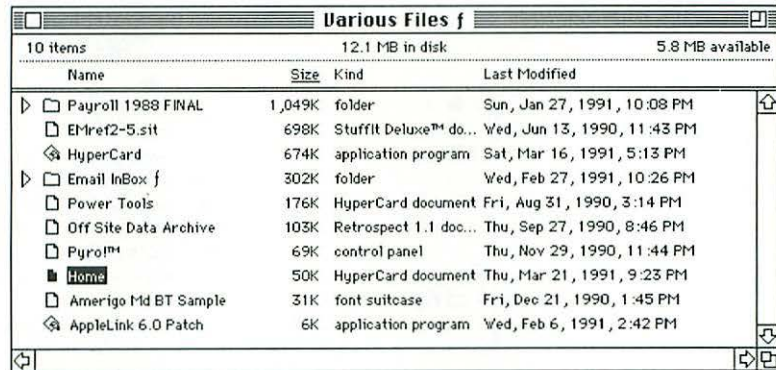 Various Files ƒ
10 items 12.1 MB in disk 5.8 MB available
Name Size Kind Last Modified
Payroll 1988 FINAL 1,049K folder Sun, Jan 27, 1991, 10:08 PM
EMref2-5.sit 698K StuffIt Deluxe™ do... Wed, Jun 13, 1990, 11:43 PM
HyperCard 674K application program Sat, Mar 16, 1991, 5:13 PM
Email InBox ƒ 302K folder Wed, Feb 27, 1991, 10:26 PM
Power Tools 176K HyperCard document Fri, Aug 31, 1990, 3:14 PM
Off Site Data Archive 103K Retrospect 1.1 doc... Thu, Sep 27, 1990, 8:46 PM
Pyro!™ 69K control panel Thu, Nov 29, 1990, 11:44 PM
Home 50K HyperCard document Thu, Mar 21, 1991, 9:23 PM
Amerigo Md BT Sample 31K font suitcase Fri, Dec 21, 1990, 1:45 PM
AppleLink 6.0 Patch 6K application program Wed, Feb 6, 1991, 2:42 PM